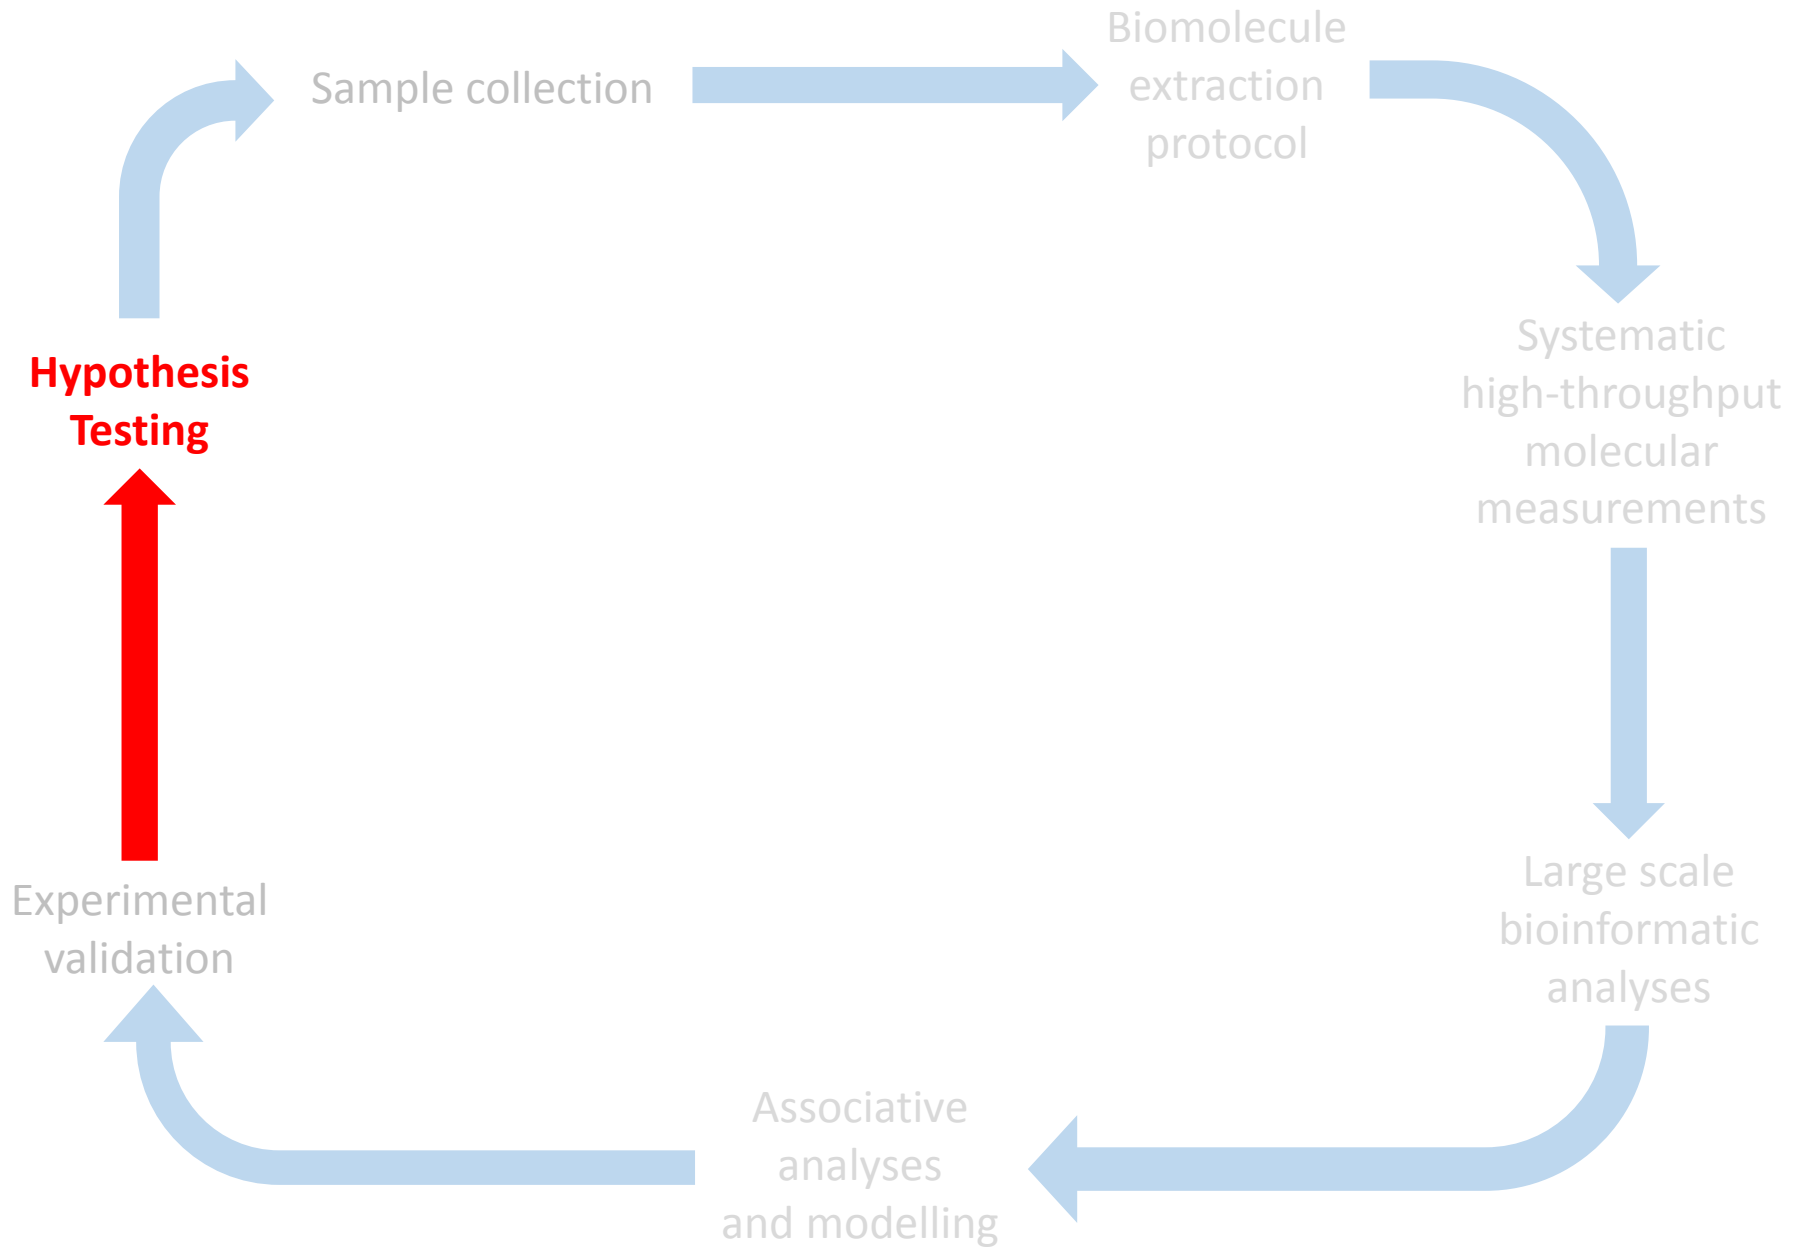 Sample collection
Biomolecule
extraction
protocol
Systematic
high-throughput
molecular
measurements
Large scale
bioinformatic
analyses
Associative
analyses
and modelling
Experimental
validation
Hypothesis
Testing